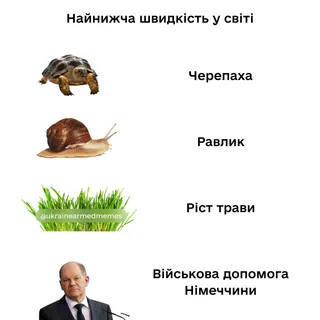 Найнижча швидкість у світі
Черепаха
Равлик
@ukrainearmedmemes
Ріст трави
Військова допомога
Німеччини